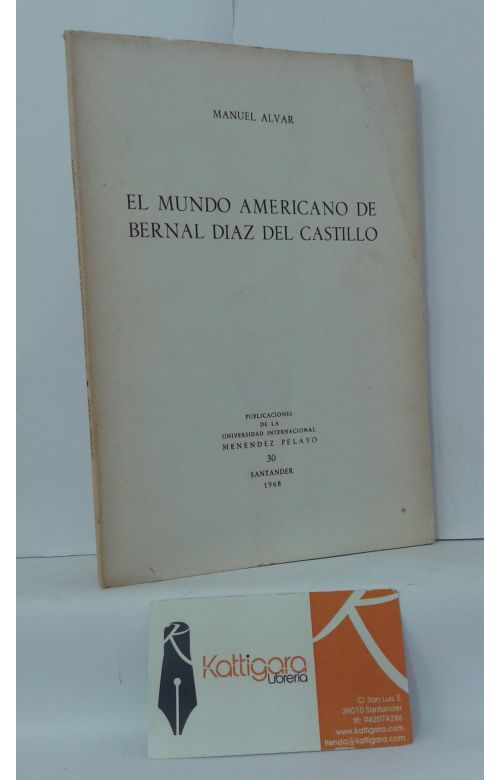 MANUEL ALVAR
EL MUNDO AMERICANO DE
BERNAL DIAZ DEL CASTILLO
PUBLICACIONES
DE LA
UNIVERSIDAD INTERNACIONAL
MENENDEZ PELAYO
30
SANTANDER
1968
Kattigara
Librería
C/ San Luis 5
39010 Santander
tlf: 942074286
www.kattigara.com
tienda@kattigara.com